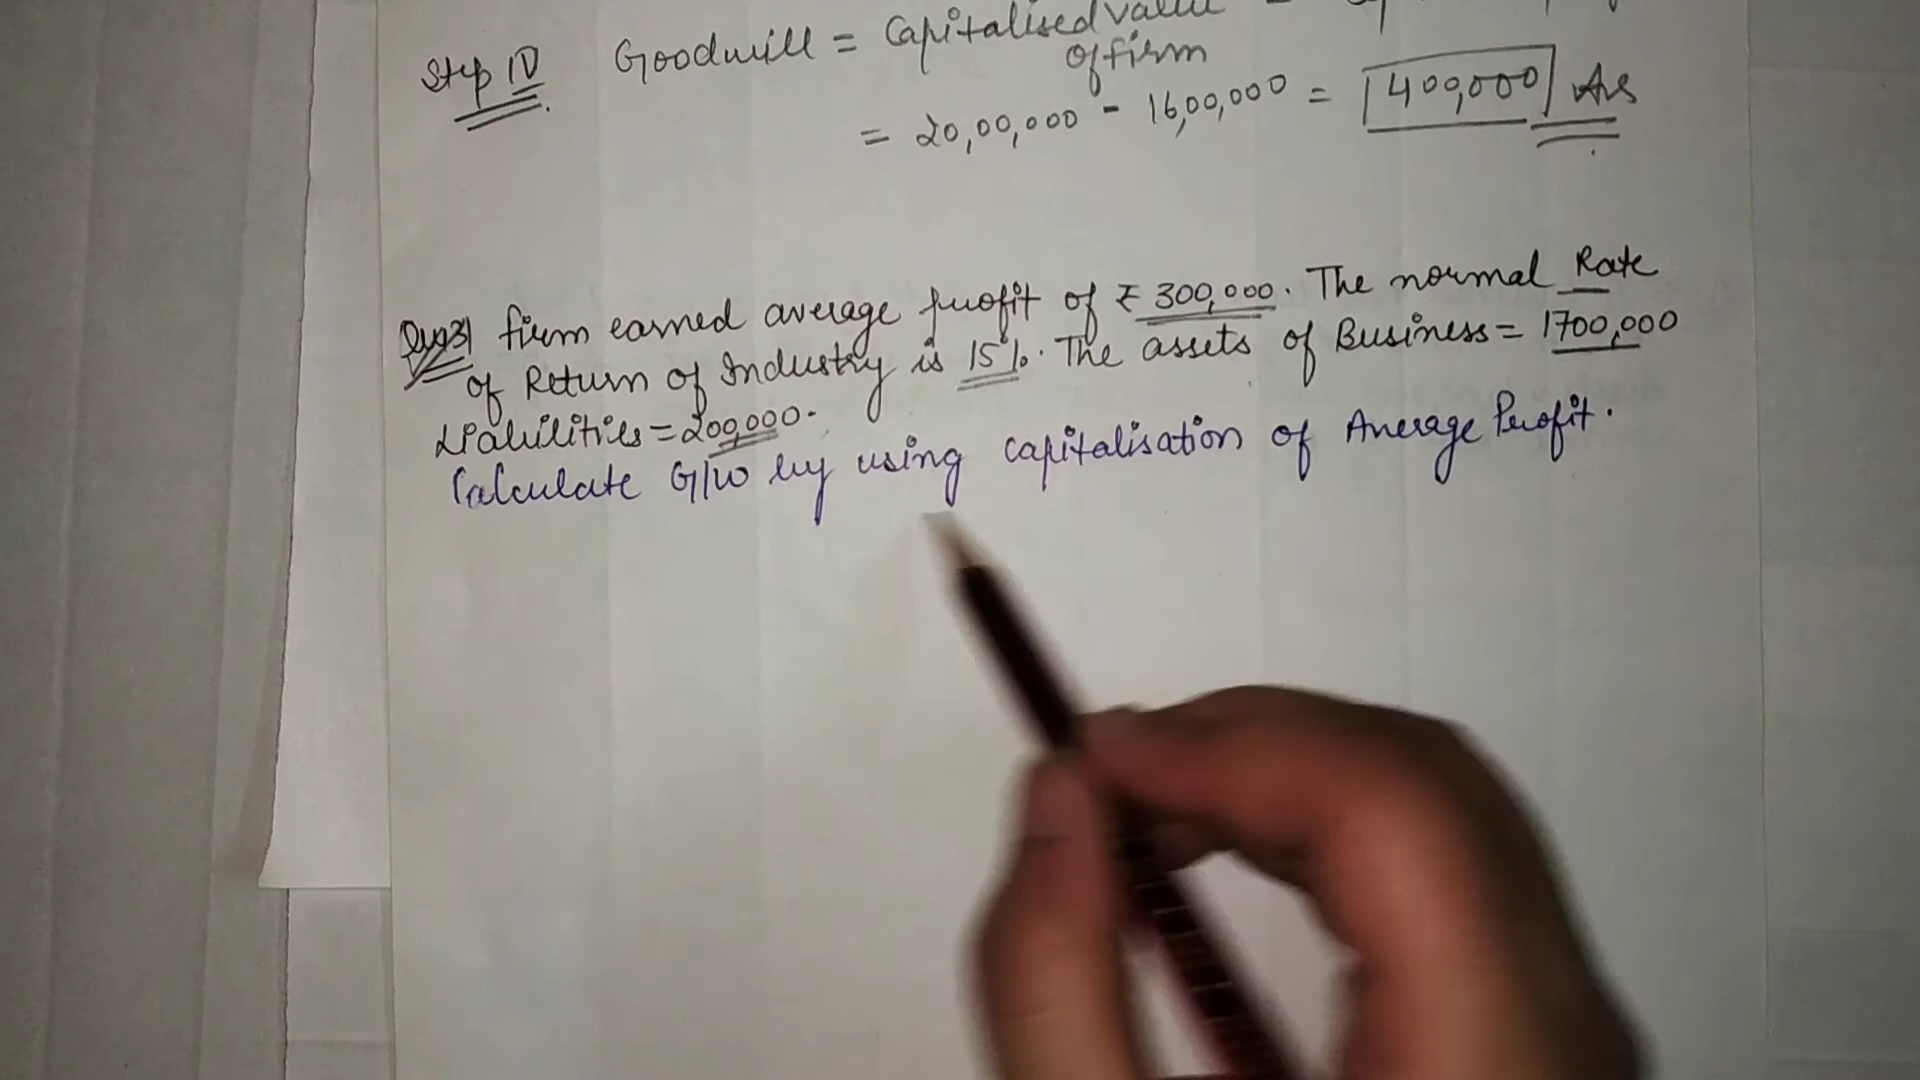 Step IV Goodwill = Capitalised Value -
of firm
= 20,00,000 - 16,00,000 = 400,000 Ans
Ques3) firm earned average profit of ₹ 300,000. The normal Rate
of Return of Industry is 15%. The assets of Business = 1700,000
Liabilities = 200,000.
Calculate G/w by using capitalisation of Average Profit.